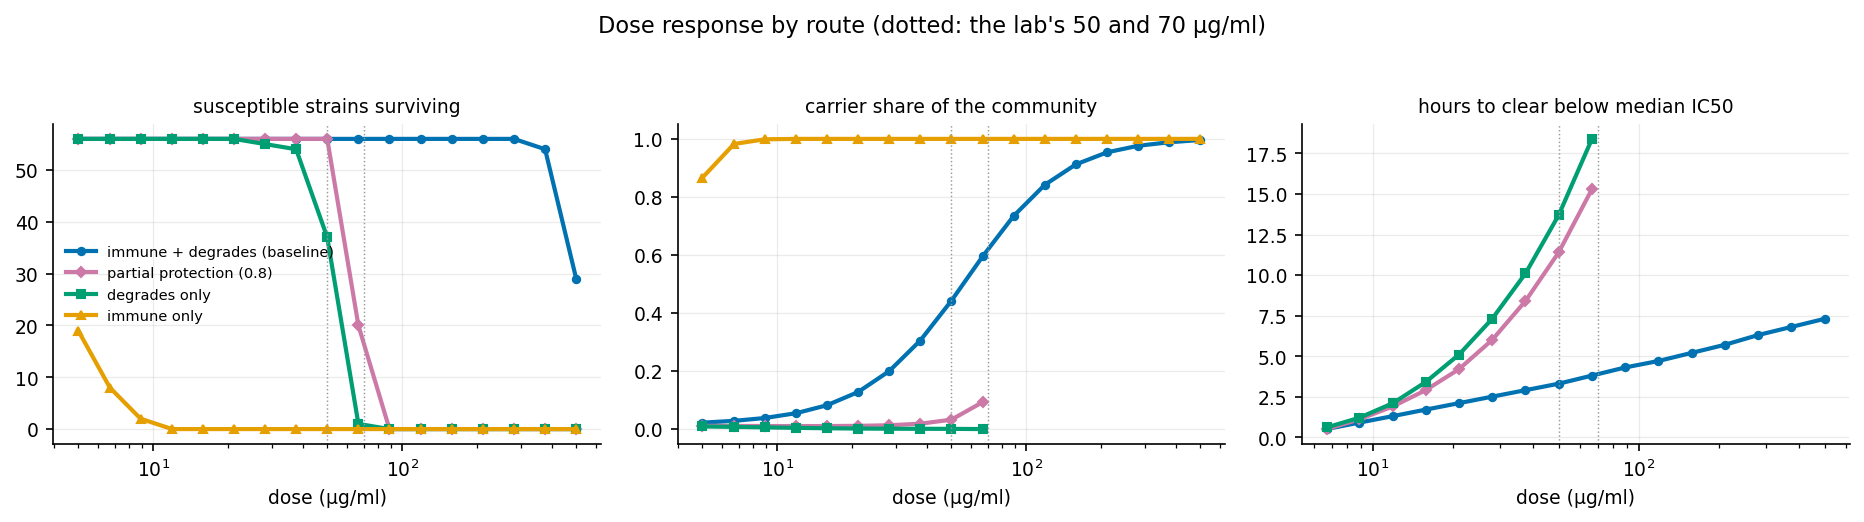 Dose response by route (dotted: the lab's 50 and 70 µg/ml)
susceptible strains surviving
50
40
30
20
10
0
immune + degrades (baseline)
partial protection (0.8)
degrades only
immune only
10¹
10²
dose (µg/ml)
carrier share of the community
1.0
0.8
0.6
0.4
0.2
0.0
10¹
10²
dose (µg/ml)
hours to clear below median IC50
17.5
15.0
12.5
10.0
7.5
5.0
2.5
0.0
10¹
10²
dose (µg/ml)